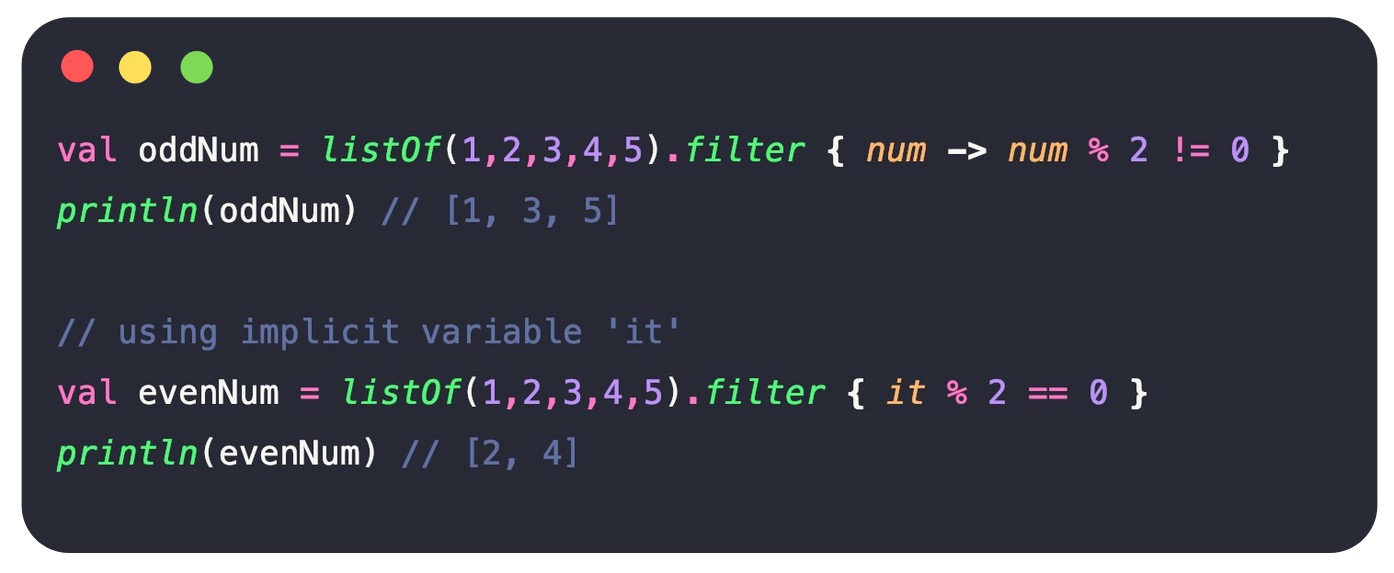 val oddNum = listOf(1,2,3,4,5).filter { num -> num % 2 != 0 }
println(oddNum) // [1, 3, 5]
// using implicit variable 'it'
val evenNum = listOf(1,2,3,4,5).filter { it % 2 == 0 }
println(evenNum) // [2, 4]